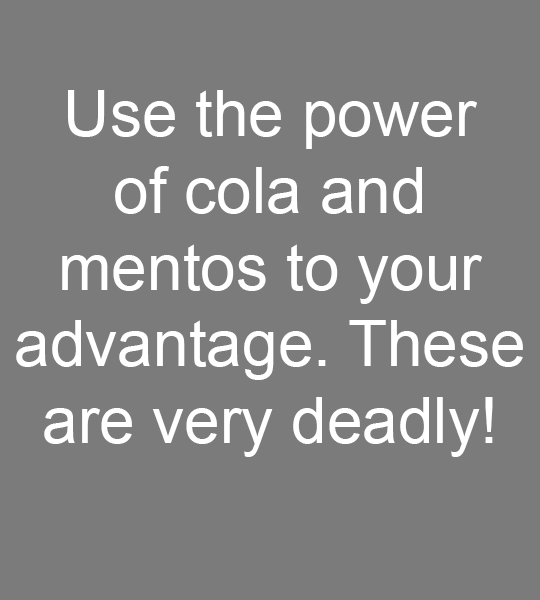 Use the power
of cola and
mentos to your
advantage. These
are very deadly!